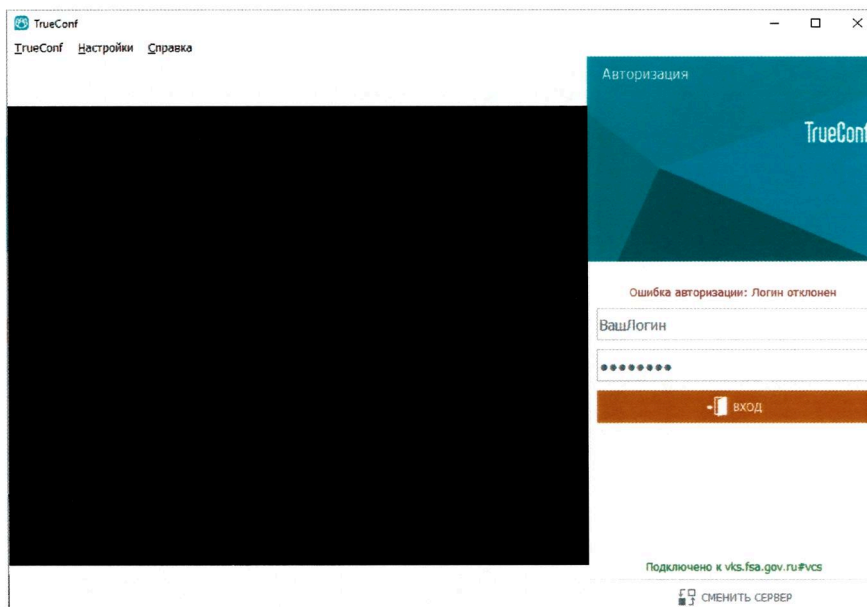 TrueConf
TrueConf Настройки Справка
Авторизация
TrueConf
Ошибка авторизации: Логин отклонен
ВашЛогин
ВХОД
Подключено к vks.fsa.gov.ru#vcs
СМЕНИТЬ СЕРВЕР